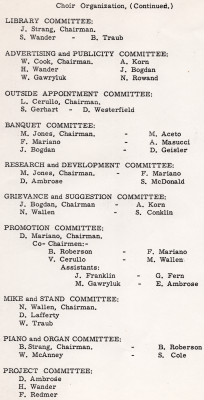 Choir Organization, (Continued.)
LIBRARY COMMITTEE:
J. Strang, Chairman.
S. Wander - B. Traub
ADVERTISING and PUBLICITY COMMITTEE:
W. Cook, Chairman, A. Korn
H. Wander J. Bogdan
W. Gawryluk N. Rowand
OUTSIDE APPOINTMENT COMMITTEE:
L. Cerullo, Chairman,
S. Gerhart - D. Westerfield
BANQUET COMMITTEE:
M. Jones, Chairman, - M. Aceto
F. Mariano - A. Masucci
J. Bogdan - D. Geisler
RESEARCH and DEVELOPMENT COMMITTEE:
M. Jones, Chairman, - F. Mariano
D. Ambrose S. McDonald
GRIEVANCE and SUGGESTION COMMITTEE:
J. Bogdan, Chairman - A. Korn
N. Wallen - S. Conklin
PROMOTION COMMITTEE:
D. Mariano, Chairman,
Co-Chairmen:-
B. Roberson - F. Mariano
V. Cerullo - M. Wallen
Assistants:
J. Franklin - G. Fern
M. Gawryluk - E. Ambrose
MIKE and STAND COMMITTEE:
N. Wallen, Chairman,
D. Lafferty
W. Traub
PIANO and ORGAN COMMITTEE:
B. Strang, Chairman, - B. Roberson
W. McAnney - S. Cole
PROJECT COMMITTEE:
D. Ambrose
H. Wander
F. Redmer